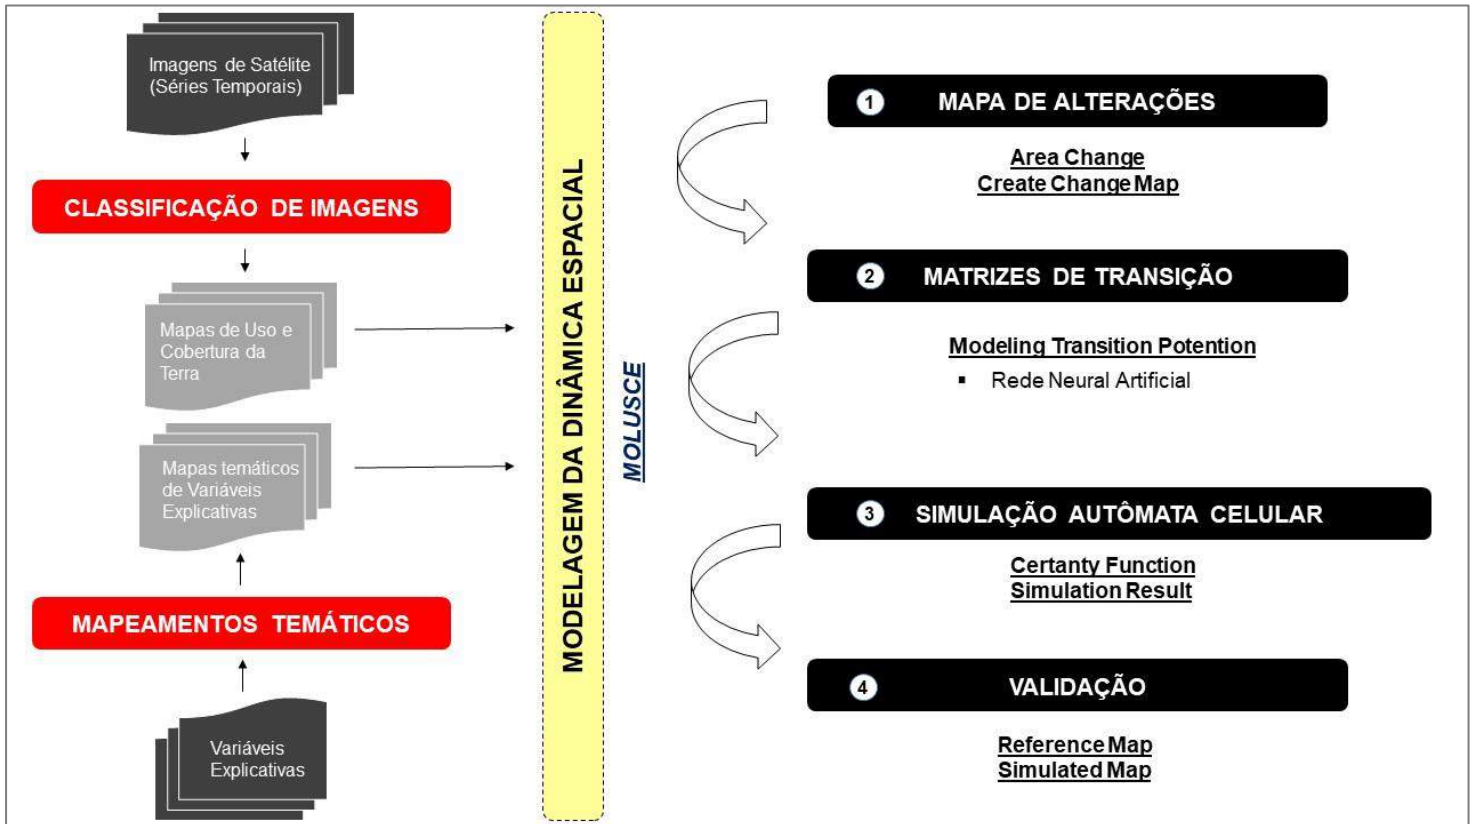 Imagens de Satélite
(Séries Temporais)
CLASSIFICAÇÃO DE IMAGENS
Mapas de Uso e
Cobertura da
Terra
Mapas temáticos
de Variáveis
Explicativas
MAPEAMENTOS TEMÁTICOS
Variáveis
Explicativas
MODELAGEM DA DINÂMICA ESPACIAL
MOLUSCE
1 MAPA DE ALTERAÇÕES
Area Change
Create Change Map
2 MATRIZES DE TRANSIÇÃO
Modeling Transition Potention
▪ Rede Neural Artificial
3 SIMULAÇÃO AUTÔMATA CELULAR
Certanty Function
Simulation Result
4 VALIDAÇÃO
Reference Map
Simulated Map